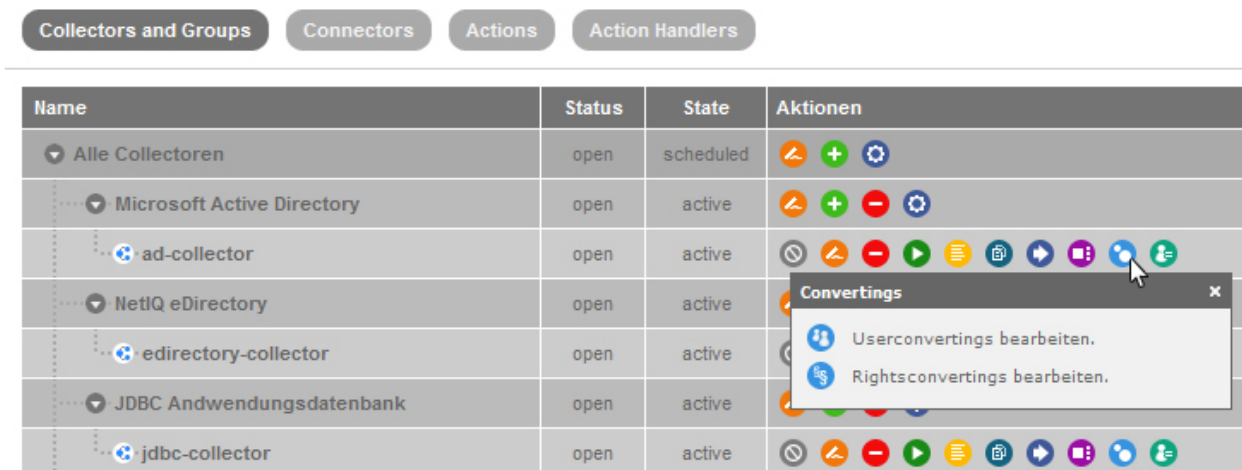 Collectors and Groups Connectors Actions Action Handlers
Name Status State Aktionen
Alle Collectoren open scheduled
Microsoft Active Directory open active
ad-collector open active
NetIQ eDirectory open active
Convertings ×
edirectory-collector open active
Userconvertings bearbeiten.
Rightsconvertings bearbeiten.
JDBC Andwendungsdatenbank open active
jdbc-collector open active